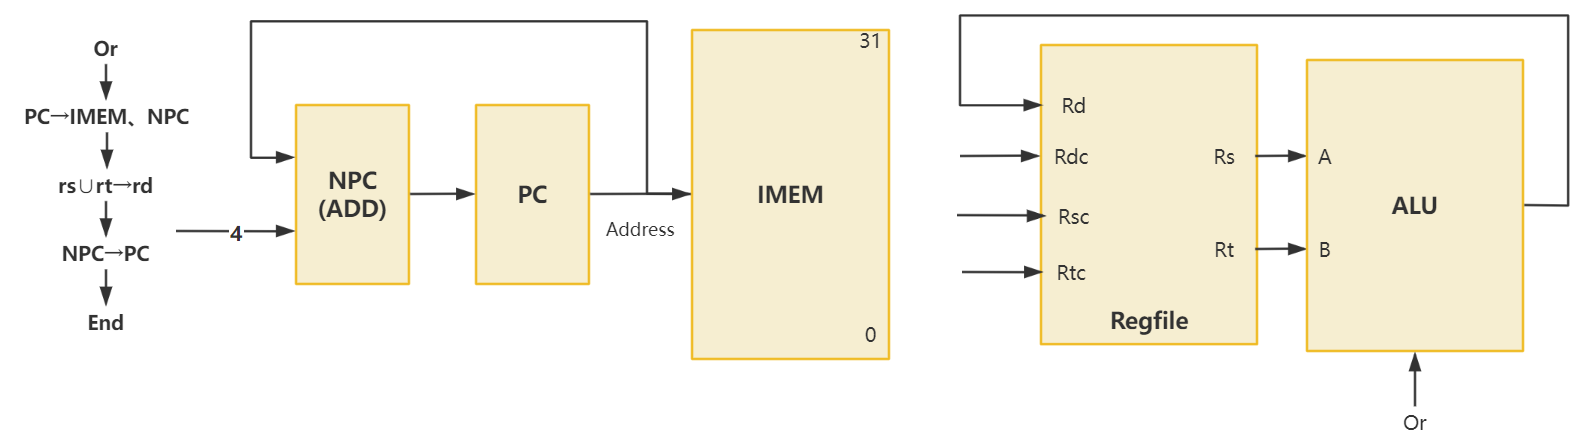 Or
PC→IMEM、NPC
rs∪rt→rd
NPC→PC
End
4
NPC
(ADD)
PC
Address
31
IMEM
0
Rd
Rdc
Rsc
Rtc
Rs
Rt
Regfile
A
B
ALU
Or